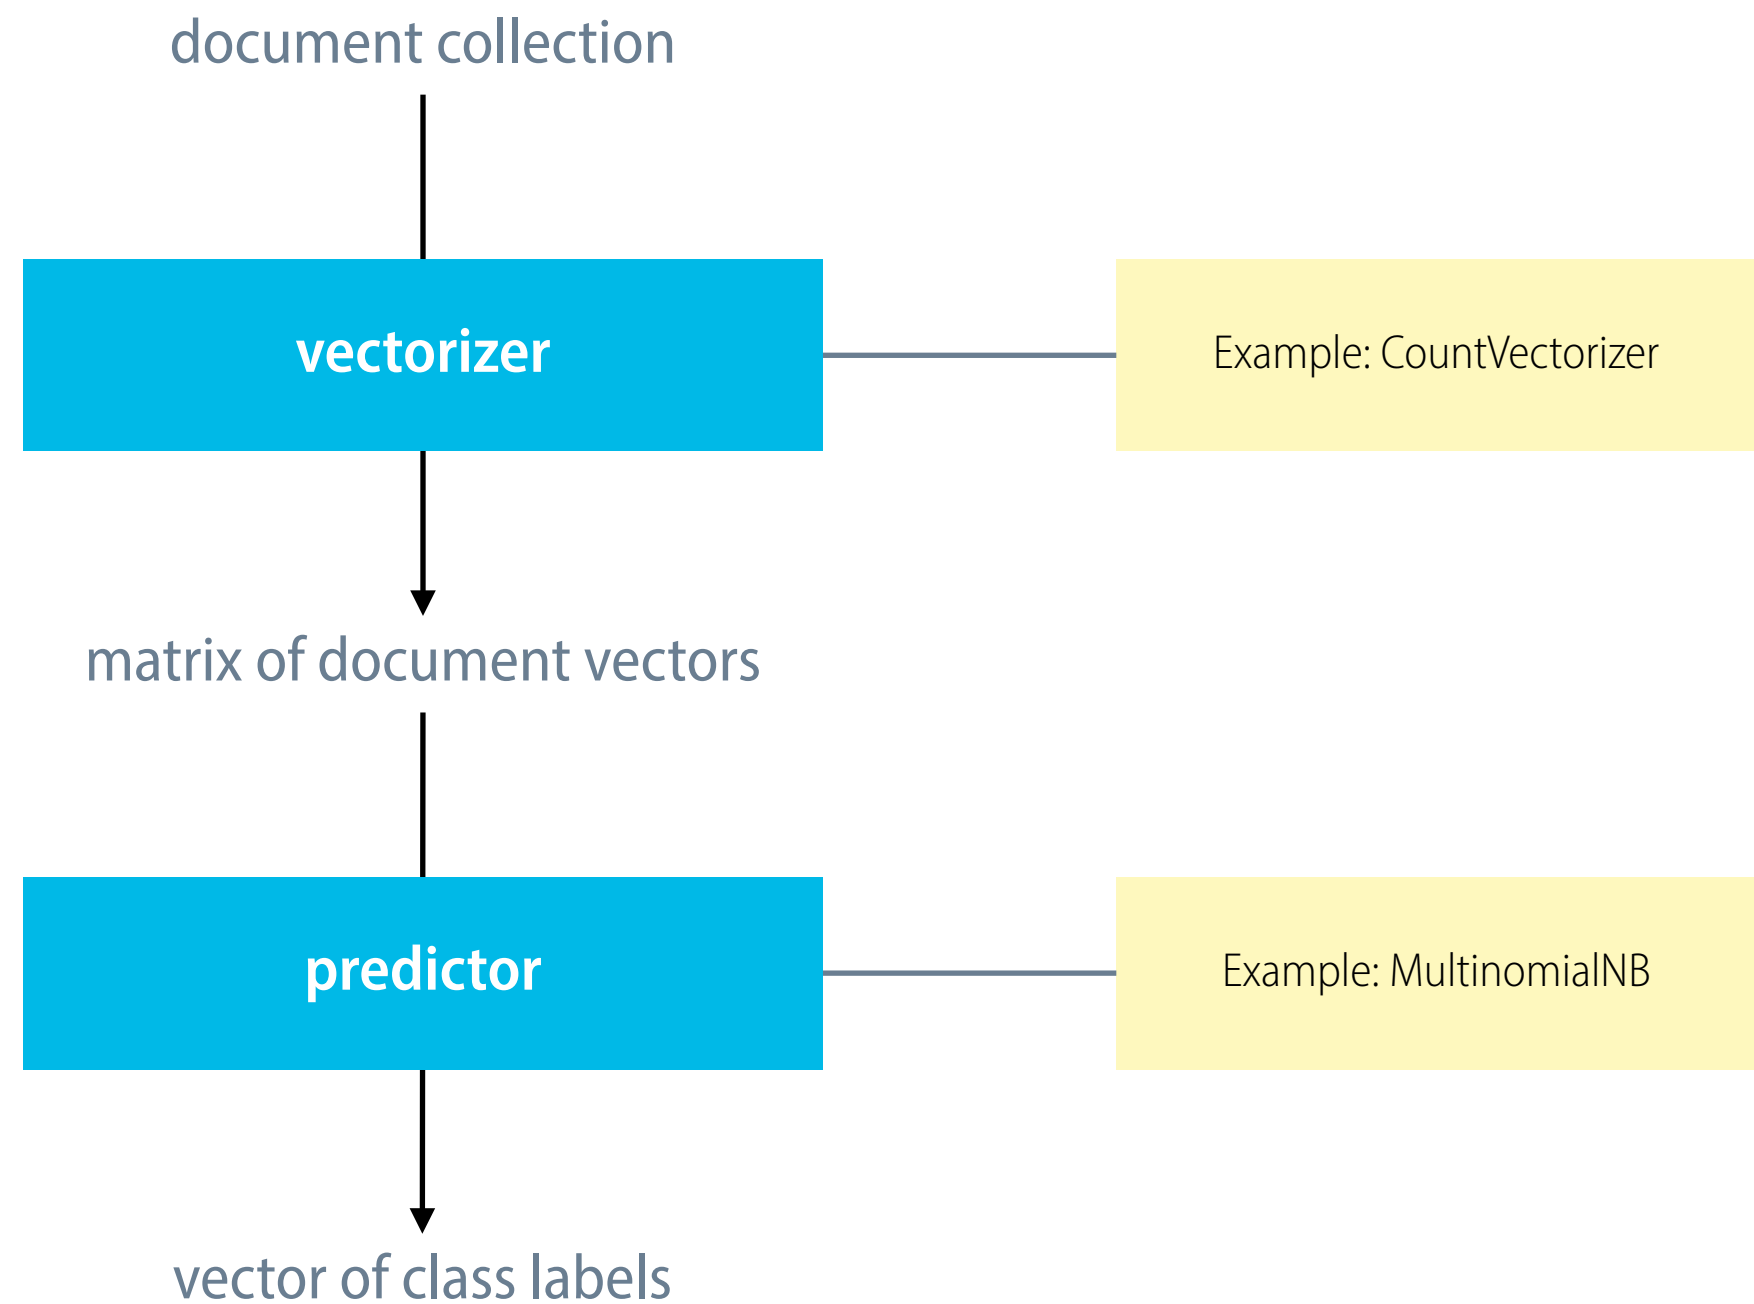 document collection
vectorizer
Example: CountVectorizer
matrix of document vectors
predictor
Example: MultinomialNB
vector of class labels